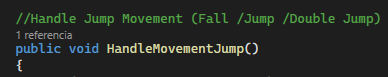 //Handle Jump Movement (Fall /Jump /Double Jump)
1 referencia
public void HandleMovementJump()
{